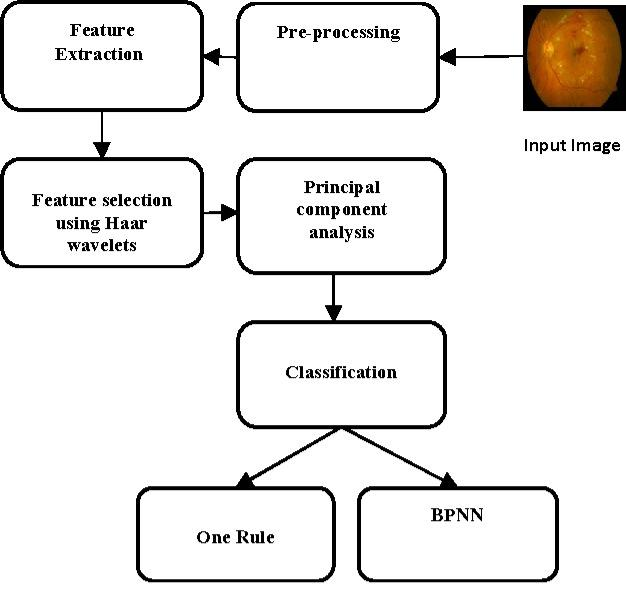 Feature
Extraction
Pre-processing
Input Image
Feature selection
using Haar
wavelets
Principal
component
analysis
Classification
One Rule
BPNN